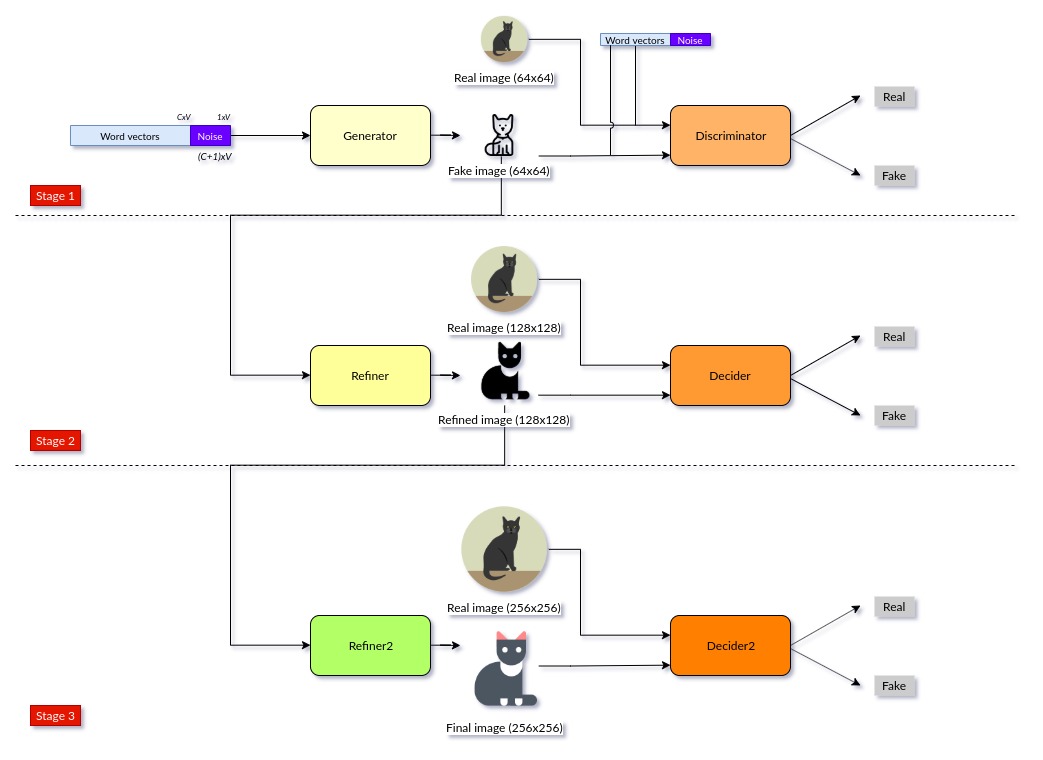 Word vectors Noise
Real image (64x64)
CxV 1xV
Word vectors Noise
(C+1)xV
Generator
Fake image (64x64)
Discriminator
Real
Fake
Stage 1
Real image (128x128)
Refiner
Refined image (128x128)
Decider
Real
Fake
Stage 2
Real image (256x256)
Refiner2
Final image (256x256)
Decider2
Real
Fake
Stage 3